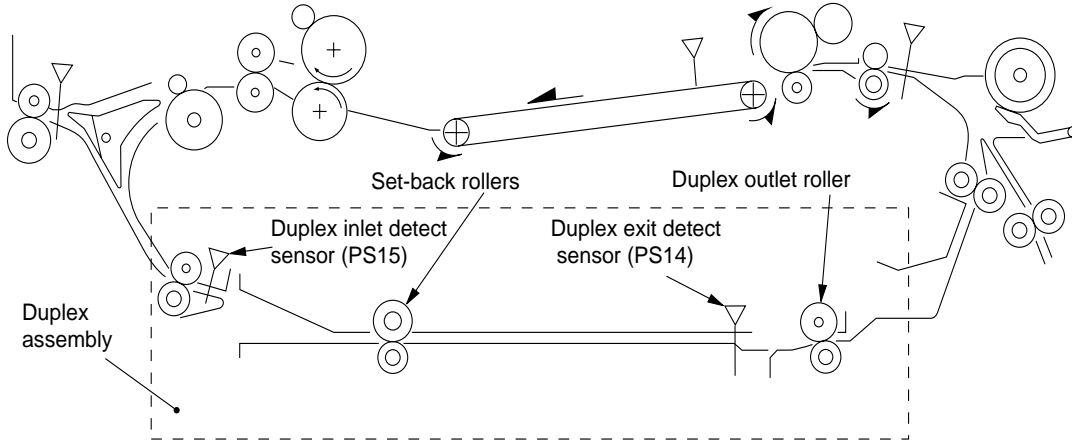 Set-back rollers
Duplex outlet roller
Duplex inlet detect
sensor (PS15)
Duplex exit detect
sensor (PS14)
Duplex
assembly